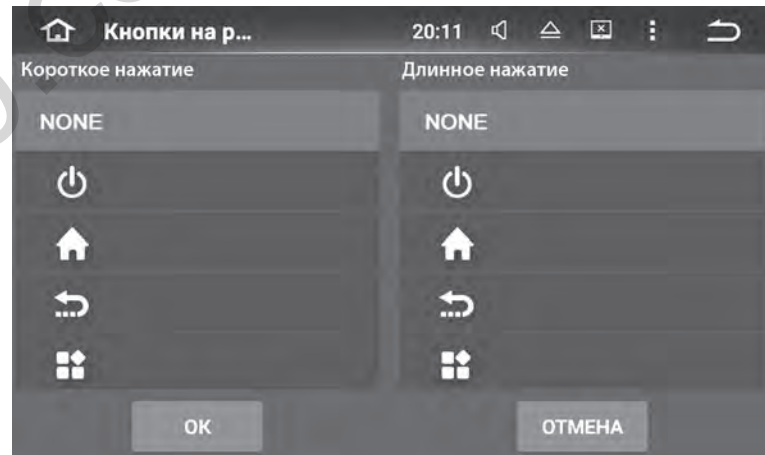 Кнопки на р...
20:11
Короткое нажатие
Длинное нажатие
NONE
NONE
OK
ОТМЕНА